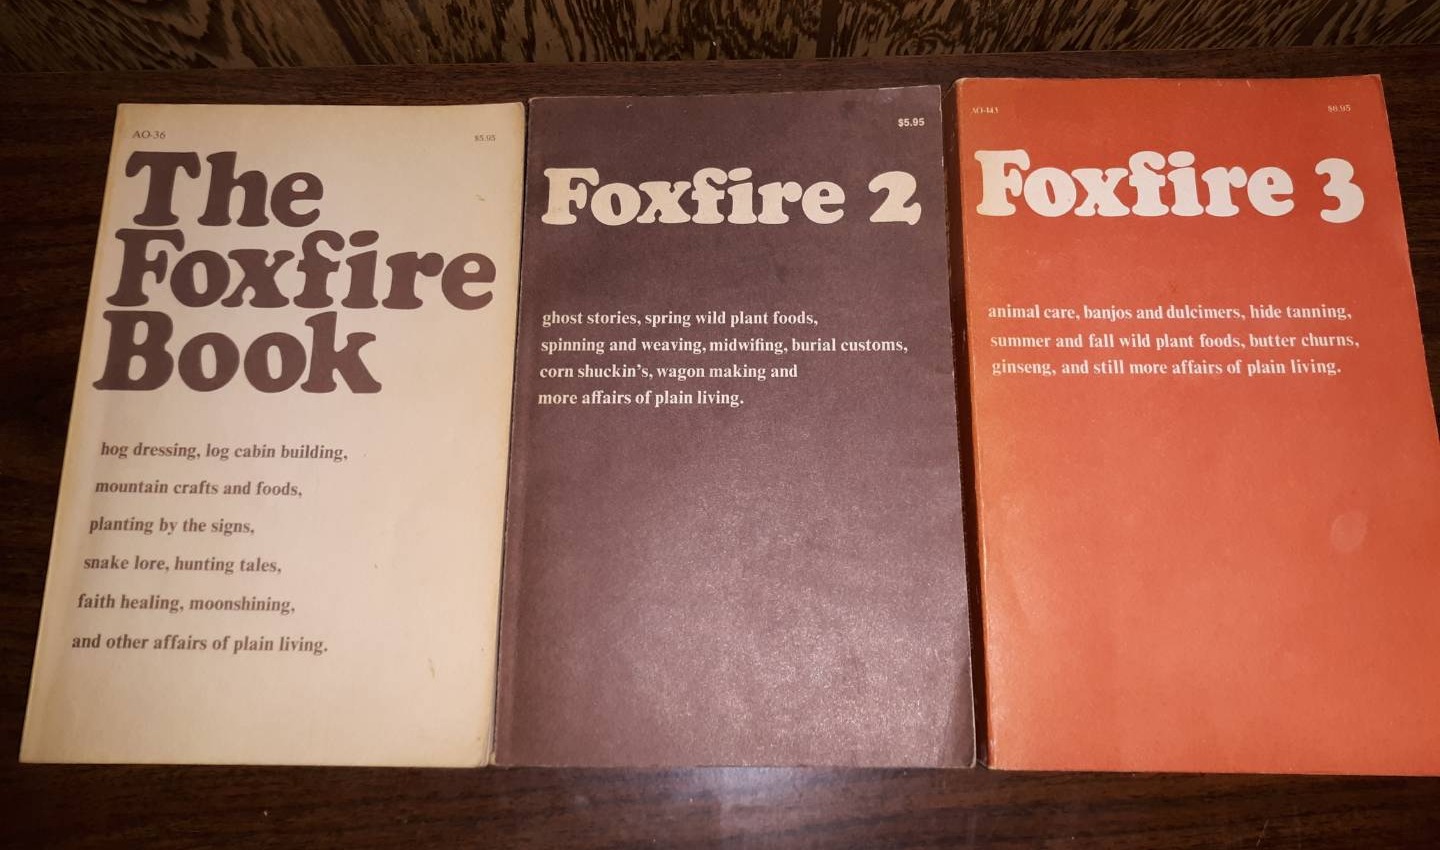 AO-36
$5.95
The
Foxfire
Book
hog dressing, log cabin building,
mountain crafts and foods,
planting by the signs,
snake lore, hunting tales,
faith healing, moonshining,
and other affairs of plain living.
$5.95
Foxfire 2
ghost stories, spring wild plant foods,
spinning and weaving, midwifing, burial customs,
corn shuckin's, wagon making and
more affairs of plain living.
AO-143
$6.95
Foxfire 3
animal care, banjos and dulcimers, hide tanning,
summer and fall wild plant foods, butter churns,
ginseng, and still more affairs of plain living.